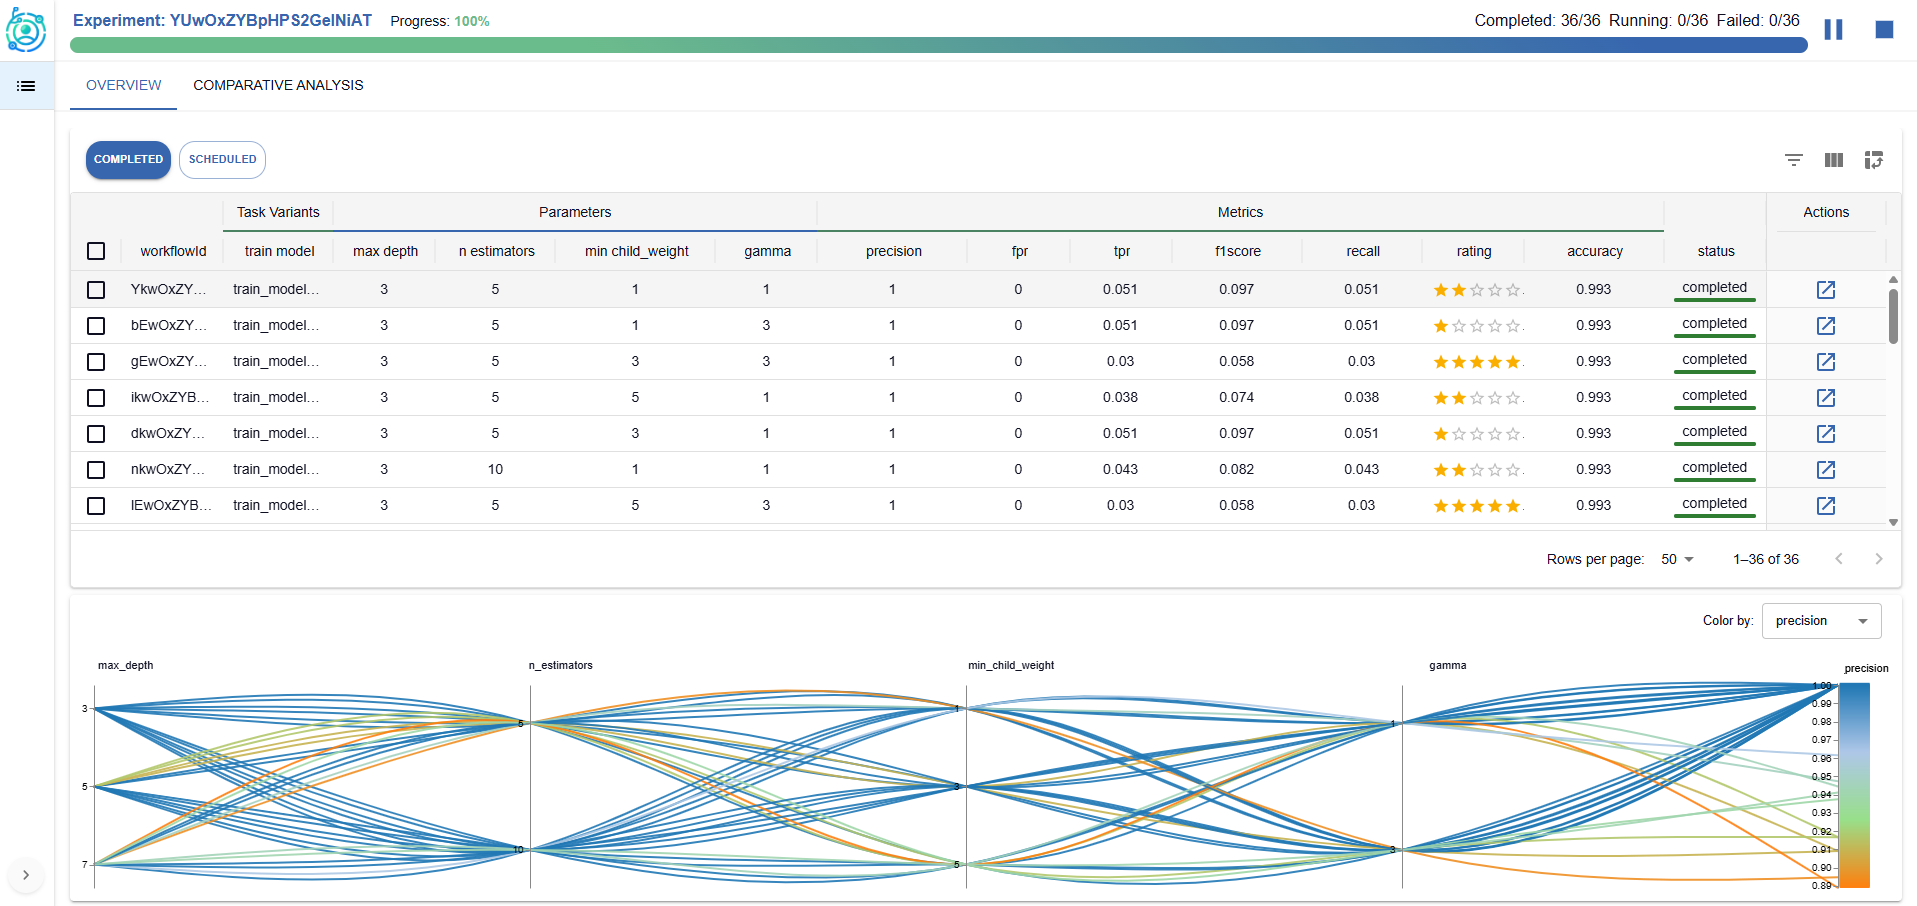 Experiment: YUwOxZYBpHPS2GelNiAT Progress: 100% Completed: 36/36 Running: 0/36 Failed: 0/36
OVERVIEW COMPARATIVE ANALYSIS
COMPLETED SCHEDULED
Task Variants Parameters Metrics Actions
workflowId train model max depth n estimators min child_weight gamma precision fpr tpr f1score recall rating accuracy status
YkwOxZY... train_model... 3 5 1 1 1 0 0.051 0.097 0.051 0.993 completed
bEwOxZY... train_model... 3 5 1 3 1 0 0.051 0.097 0.051 0.993 completed
gEwOxZY... train_model... 3 5 3 3 1 0 0.03 0.058 0.03 0.993 completed
ikwOxZYB... train_model... 3 5 5 1 1 0 0.038 0.074 0.038 0.993 completed
dkwOxZY... train_model... 3 5 3 1 1 0 0.051 0.097 0.051 0.993 completed
nkwOxZY... train_model... 3 10 1 1 1 0 0.043 0.082 0.043 0.993 completed
lEwOxZYB... train_model... 3 5 5 3 1 0 0.03 0.058 0.03 0.993 completed
Rows per page: 50 1–36 of 36
Color by: precision
max_depth n_estimators min_child_weight gamma precision
3 5 7
5 10
1 3 5
1 3
1.00
0.99
0.98
0.97
0.96
0.95
0.94
0.93
0.92
0.91
0.90
0.89